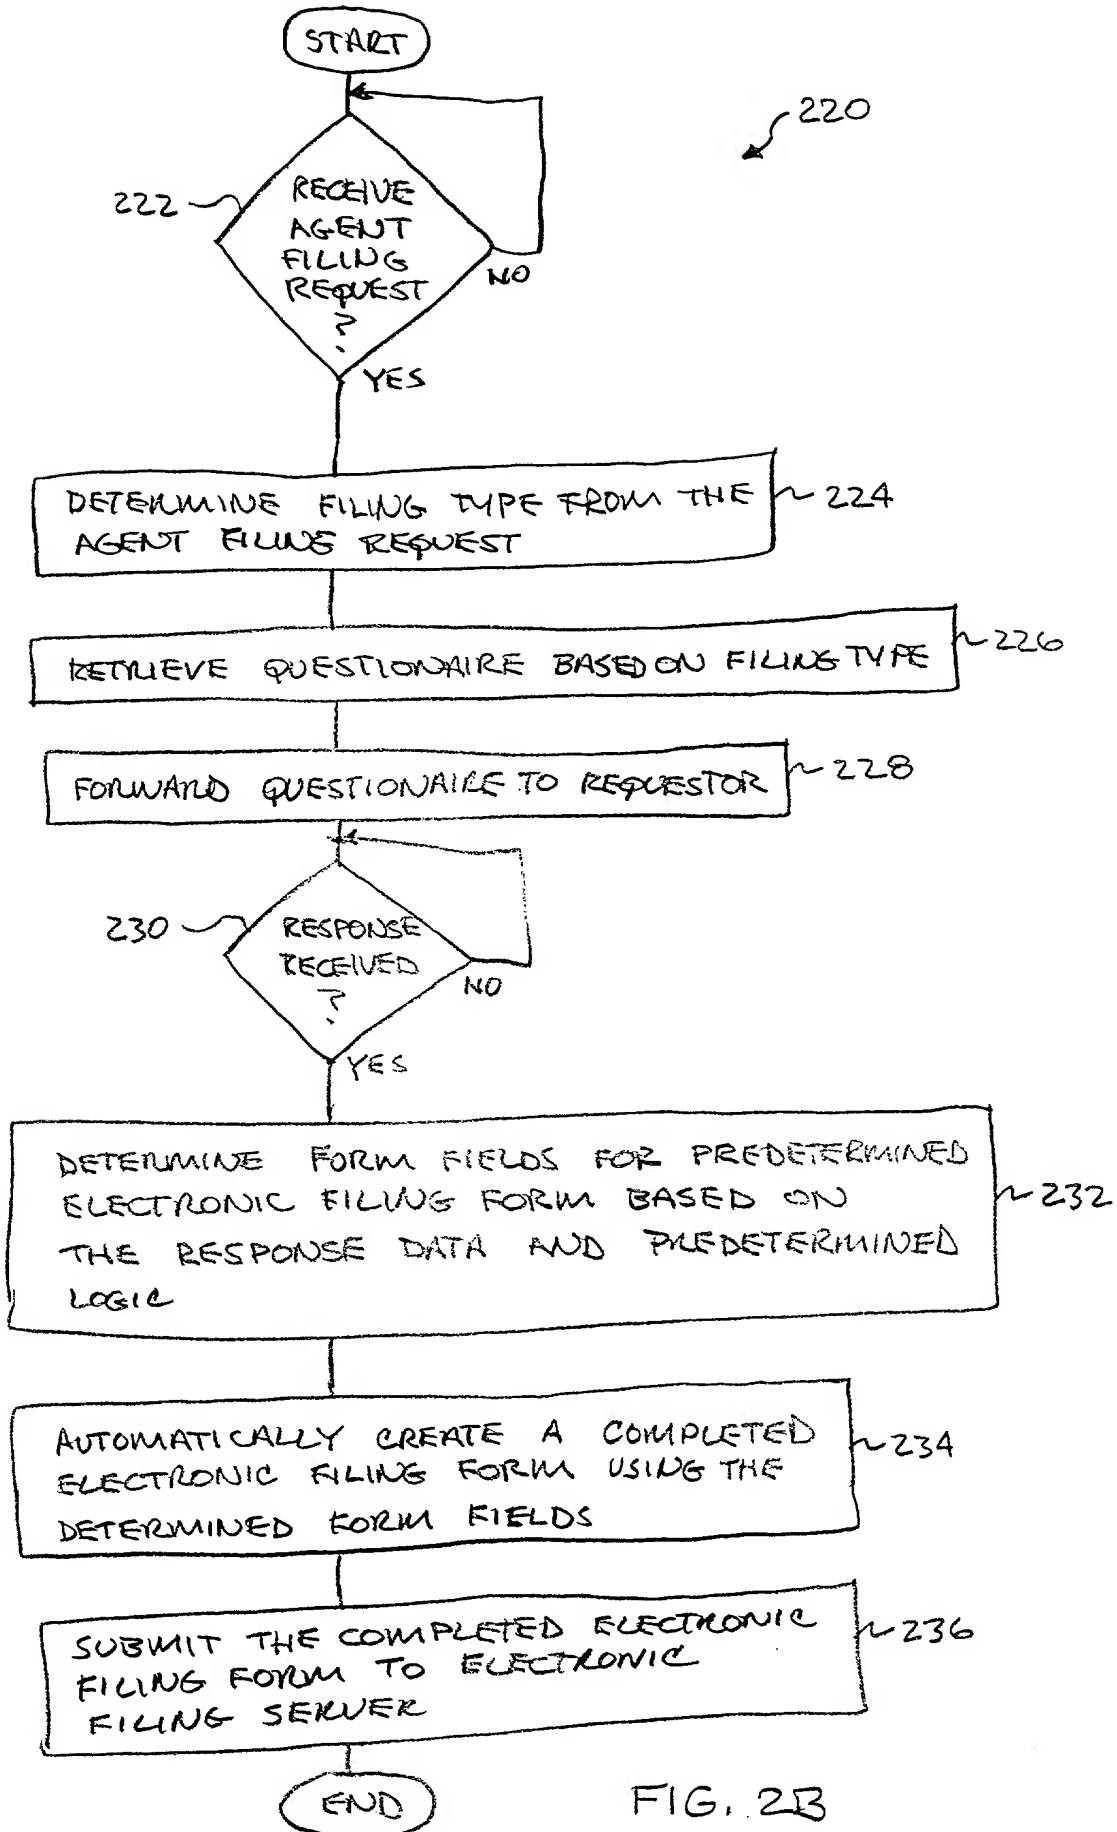 START
220
222
RECEIVE
AGENT
FILING
REQUEST
?
NO
YES
DETERMINE FILING TYPE FROM THE
AGENT FILING REQUEST
224
RETRIEVE QUESTIONAIRE BASED ON FILING TYPE
226
FORWARD QUESTIONAIRE TO REQUESTOR
228
230
RESPONSE
RECEIVED
?
NO
YES
DETERMINE FORM FIELDS FOR PREDETERMINED
ELECTRONIC FILING FORM BASED ON
THE RESPONSE DATA AND PREDETERMINED
LOGIC
232
AUTOMATICALLY CREATE A COMPLETED
ELECTRONIC FILING FORM USING THE
DETERMINED FORM FIELDS
234
SUBMIT THE COMPLETED ELECTRONIC
FILING FORM TO ELECTRONIC
FILING SERVER
236
END
FIG. 2B